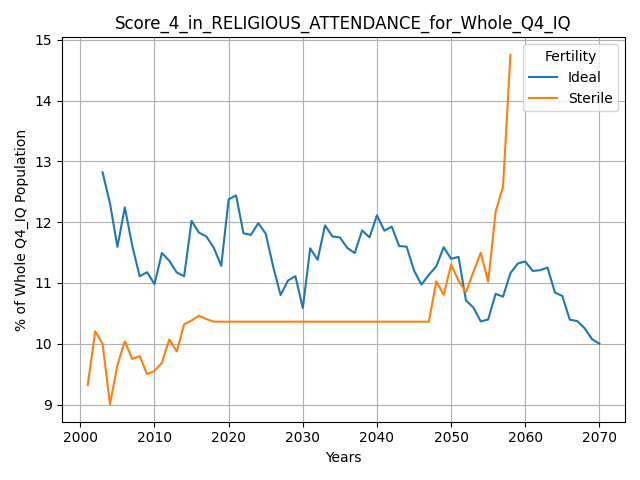 Score_4_in_RELIGIOUS_ATTENDANCE_for_Whole_Q4_IQ
% of Whole Q4_IQ Population
15
14
13
12
11
10
9
Fertility
Ideal
Sterile
2000 2010 2020 2030 2040 2050 2060 2070
Years